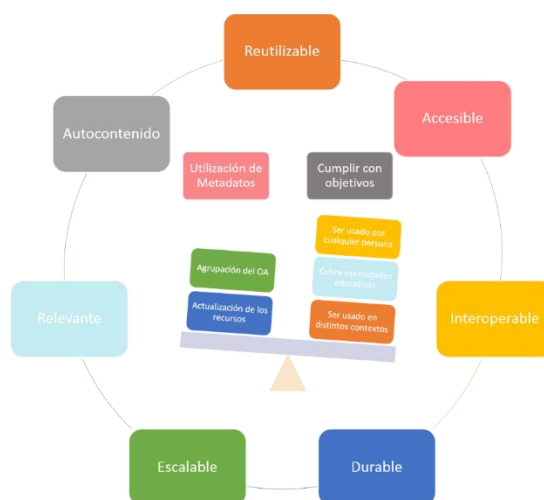 Reutilizable
Autocontenido
Accesible
Utilización de
Metadatos
Cumplir con
objetivos
Ser usado por
cualquier persona
Agrupación del OA
Cubra necesidades
educativas
Relevante
Actualización de los
recursos
Ser usado en
distintos contextos
Interoperable
Escalable
Durable